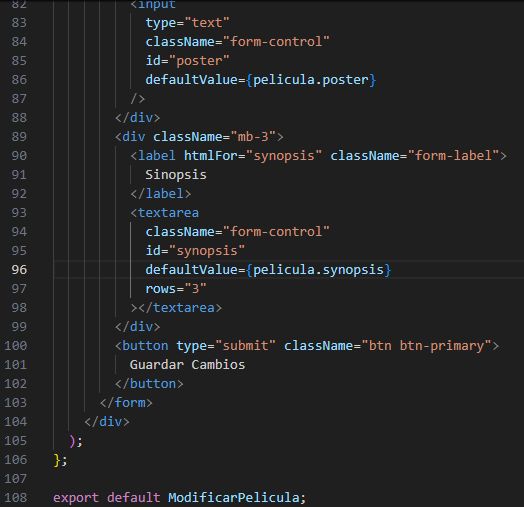 82 <input
83 type="text"
84 className="form-control"
85 id="poster"
86 defaultValue={pelicula.poster}
87 />
88 </div>
89 <div className="mb-3">
90 <label htmlFor="synopsis" className="form-label">
91 Sinopsis
92 </label>
93 <textarea
94 className="form-control"
95 id="synopsis"
96 defaultValue={pelicula.synopsis}
97 rows="3"
98 ></textarea>
99 </div>
100 <button type="submit" className="btn btn-primary">
101 Guardar Cambios
102 </button>
103 </form>
104 </div>
105 );
106 };
107
108 export default ModificarPelicula;